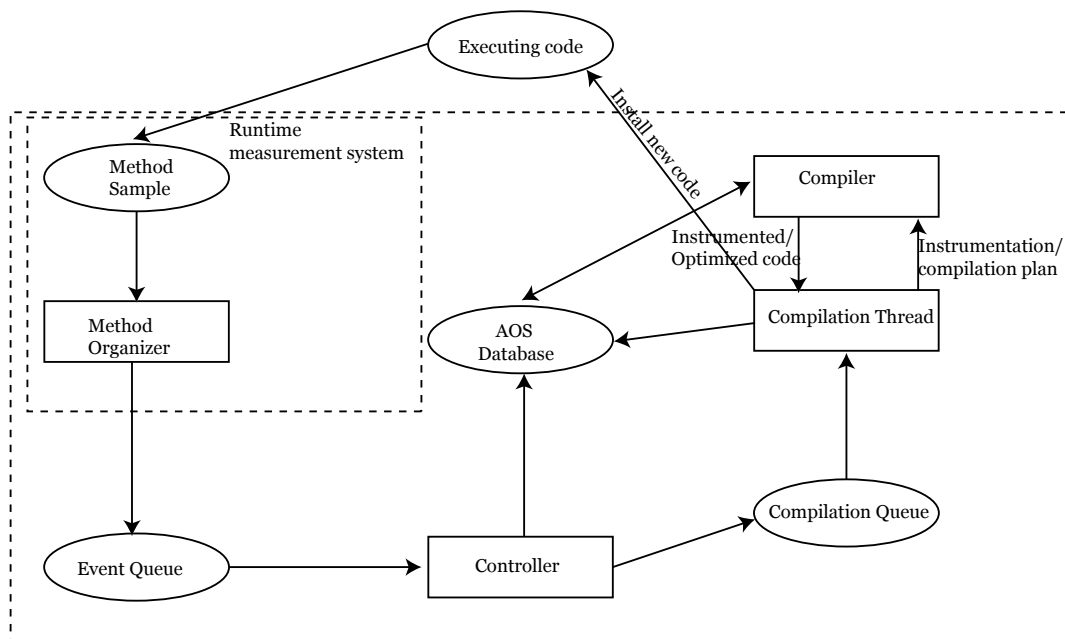 Executing code
Runtime
measurement system
Method
Sample
Install new code
Compiler
Instrumented/
Optimized code
Instrumentation/
compilation plan
Method
Organizer
AOS
Database
Compilation Thread
Compilation Queue
Event Queue
Controller